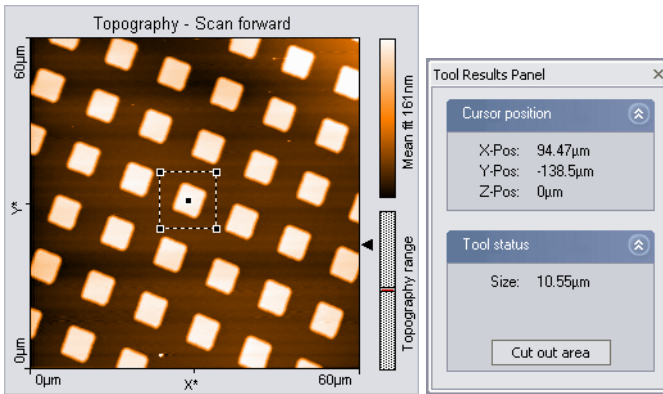 Topography - Scan forward
60µm
Y*
0µm
0µm
X*
60µm
Mean fit 161nm
Topography range
Tool Results Panel
Cursor position
X-Pos: 94.47µm
Y-Pos: -138.5µm
Z-Pos: 0µm
Tool status
Size: 10.55µm
Cut out area